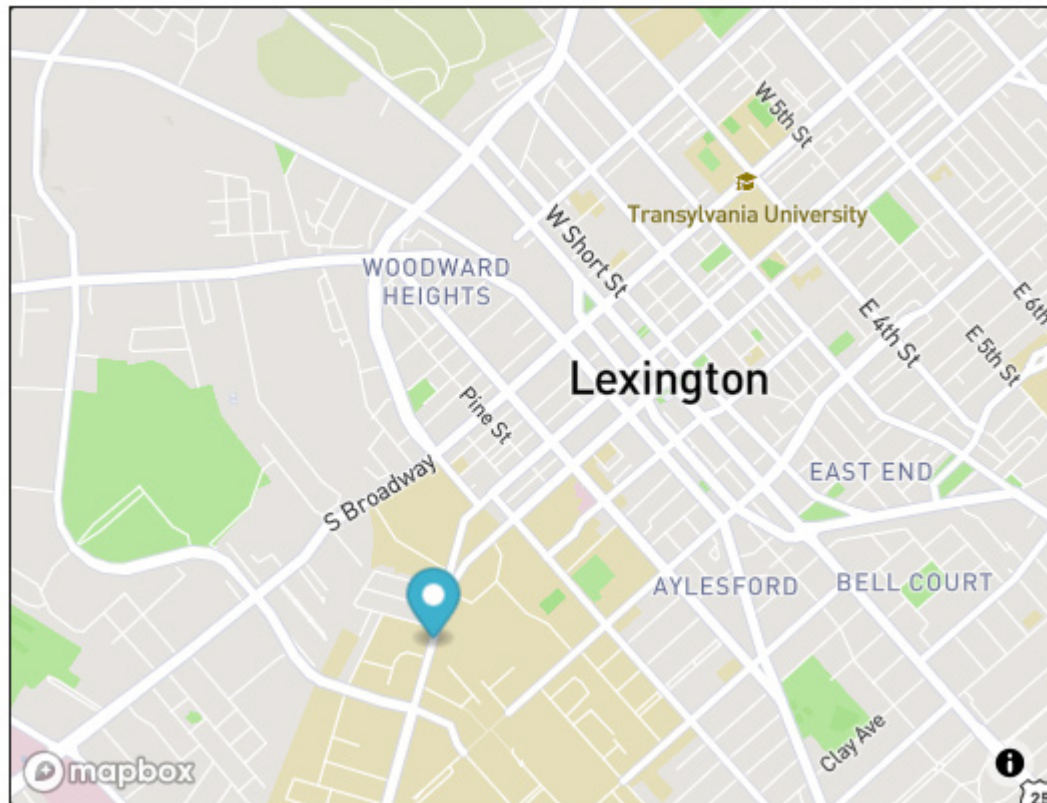 W 5th St
Transylvania University
W Short St
WOODWARD
HEIGHTS
E 6th
E 4th St
E 5th St
Lexington
Pine St
EAST END
S Broadway
AYLESFORD
BELL COURT
Clay Ave
mapbox
i
25